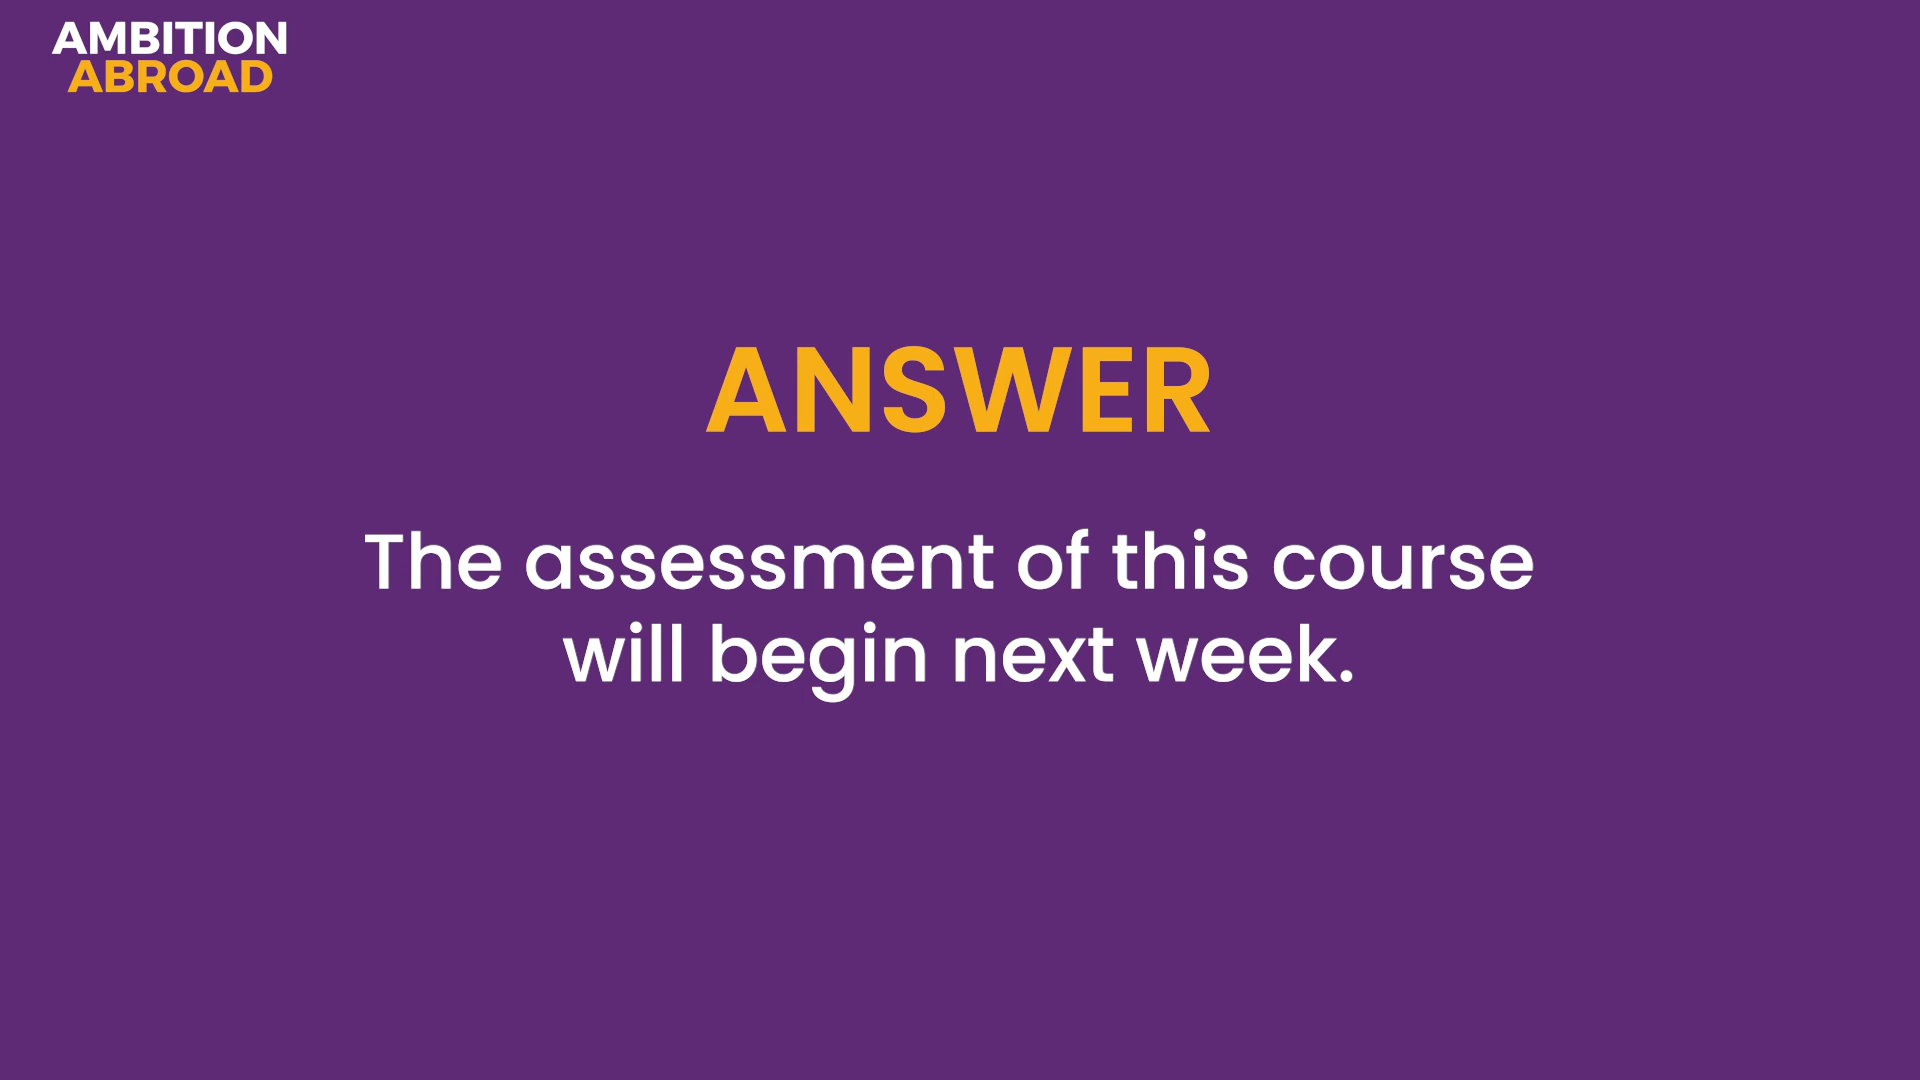 AMBITION
ABROAD
ANSWER
The assessment of this course
will begin next week.